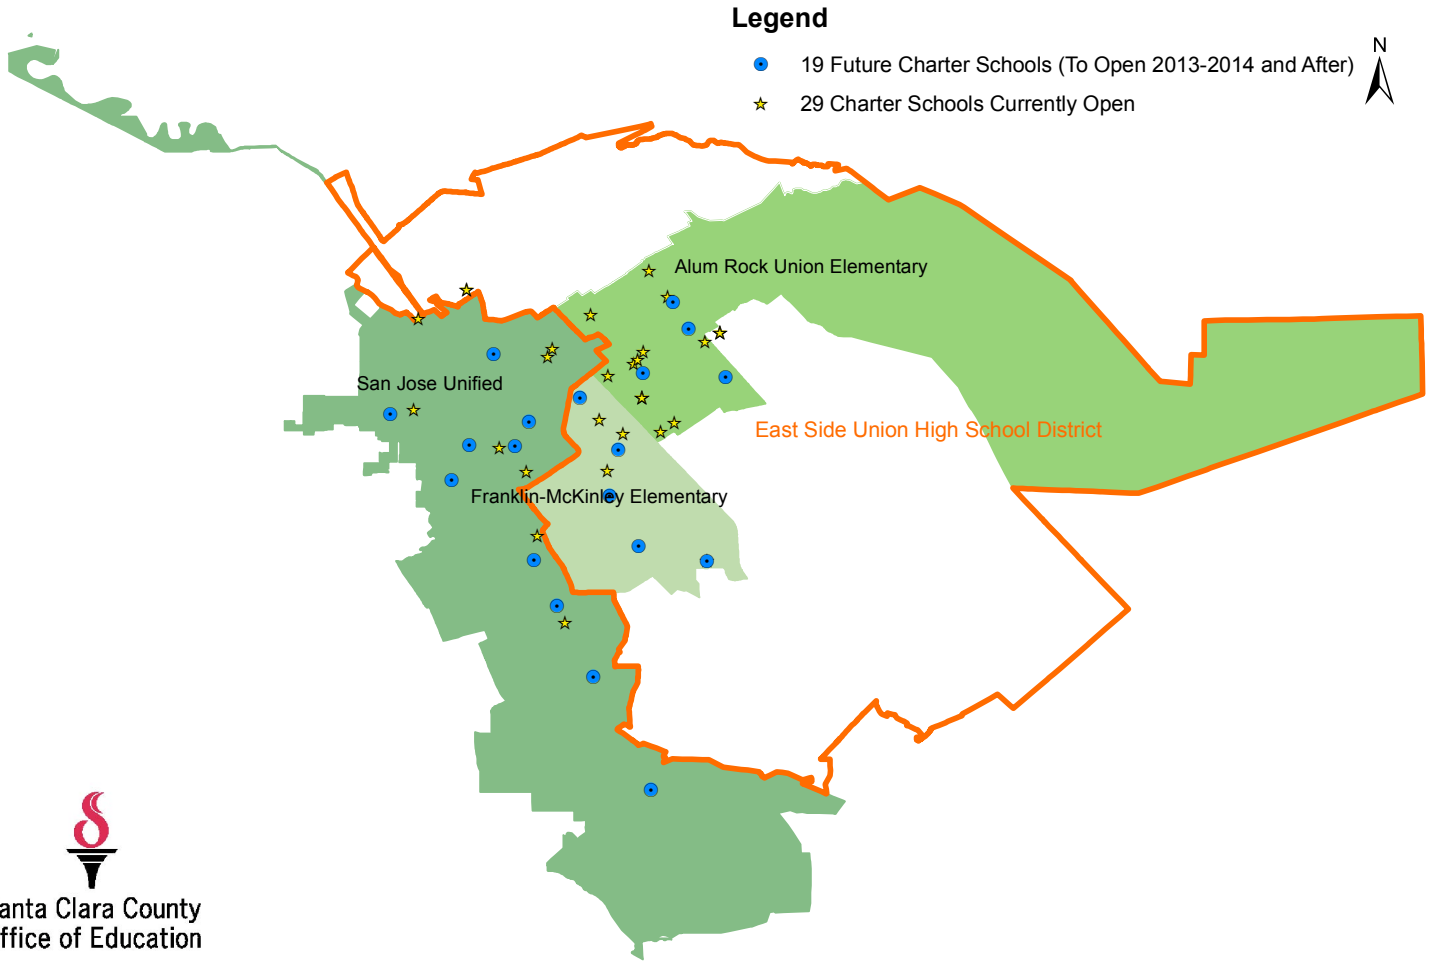 Legend
19 Future Charter Schools (To Open 2013-2014 and After)
29 Charter Schools Currently Open
N
Alum Rock Union Elementary
San Jose Unified
East Side Union High School District
Franklin-McKinley Elementary
anta Clara County
ffice of Education